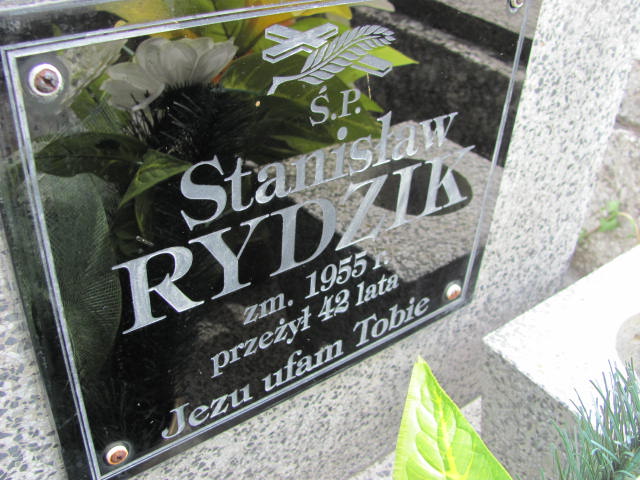 Ś.P.
Stanisław
RYDZIK
zm. 1955 r.
przeżył 42 lata
Jezu ufam Tobie